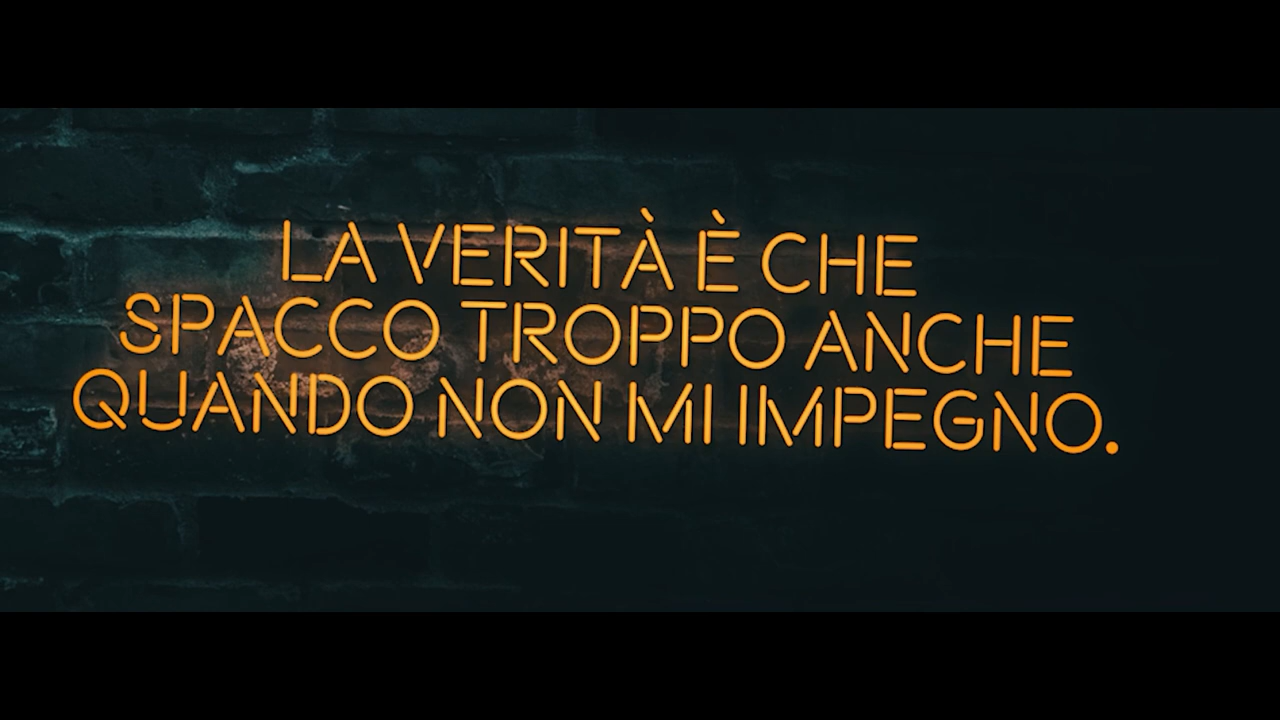 LA VERITÀ È CHE
SPACCO TROPPO ANCHE
QUANDO NON MI IMPEGNO.